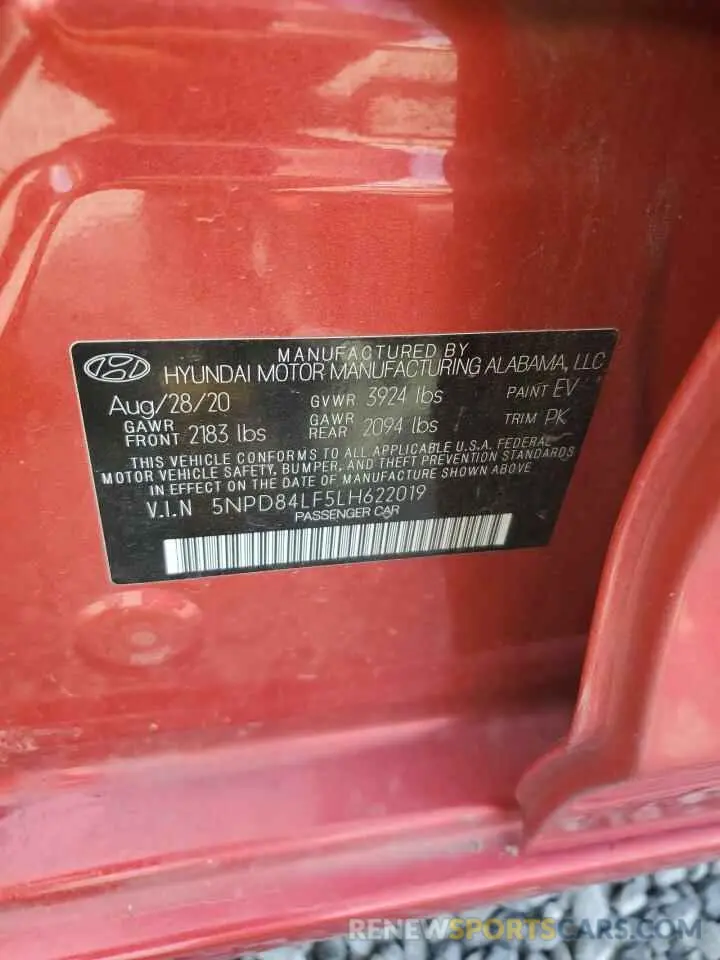 MANUFACTURED BY
HYUNDAI MOTOR MANUFACTURING ALABAMA, LLC
Aug/28/20 GVWR 3924 lbs PAINT EV
GAWR FRONT 2183 lbs GAWR REAR 2094 lbs TRIM PK
THIS VEHICLE CONFORMS TO ALL APPLICABLE U.S.A. FEDERAL
MOTOR VEHICLE SAFETY, BUMPER, AND THEFT PREVENTION STANDARDS
IN EFFECT ON THE DATE OF MANUFACTURE SHOWN ABOVE
V.I.N 5NPD84LF5LH622019
PASSENGER CAR
RENEWSPORTSCARS.COM